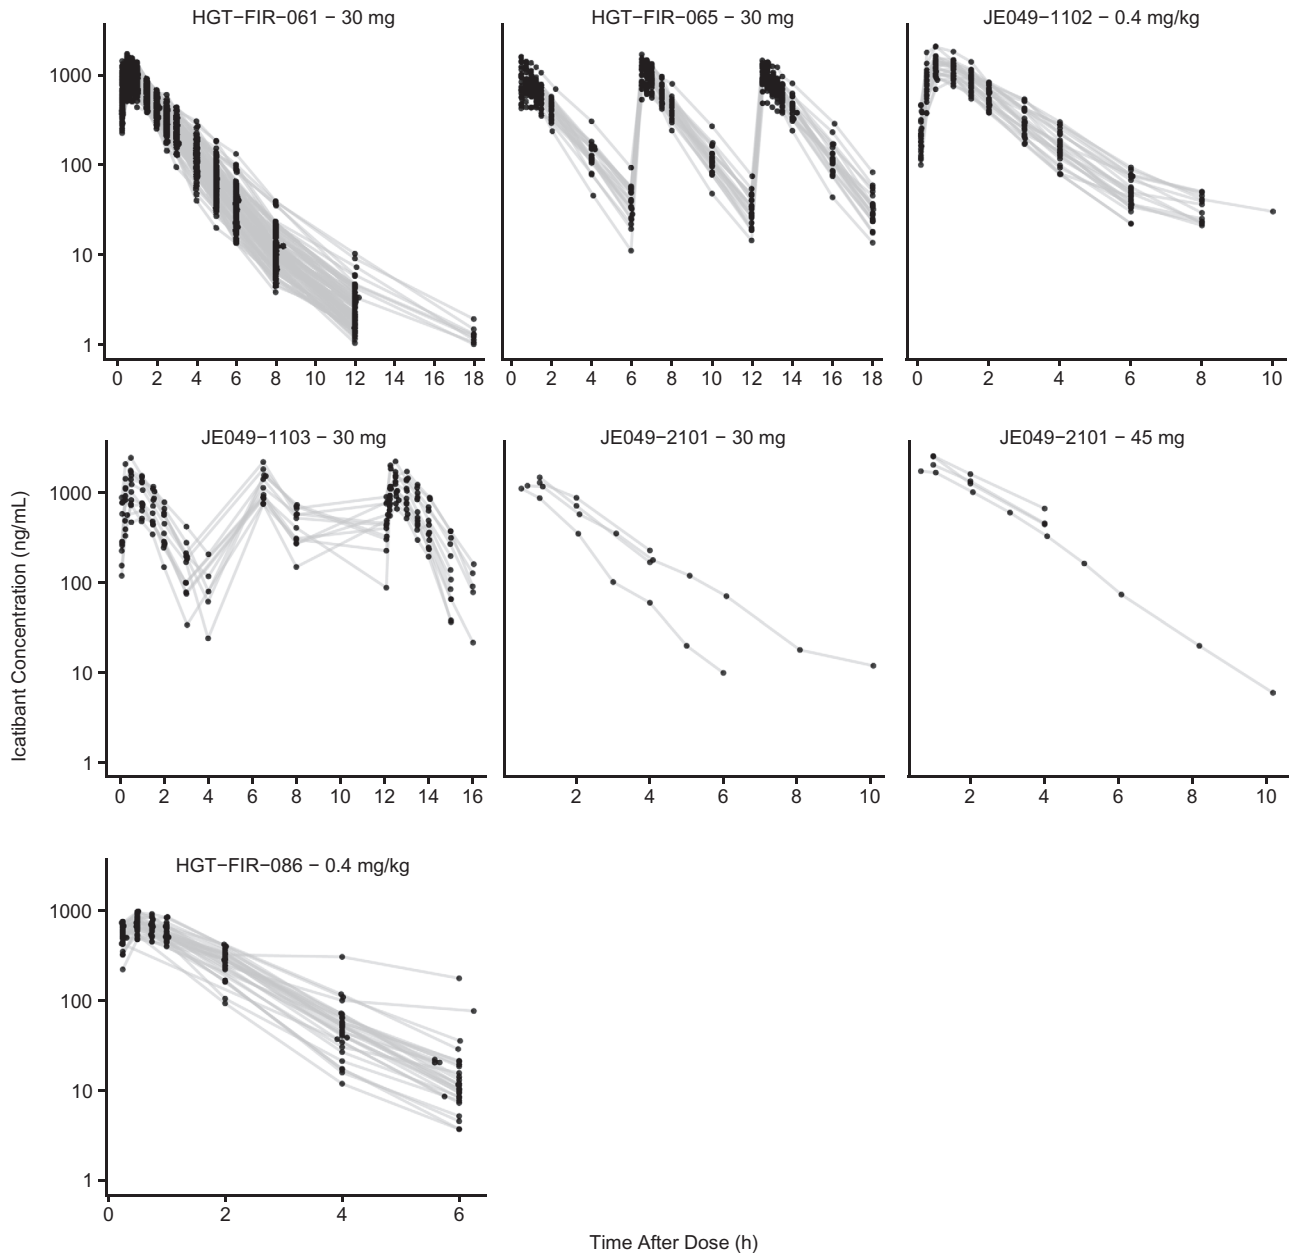 HGT−FIR−061 − 30 mg
HGT−FIR−065 − 30 mg
JE049−1102 − 0.4 mg/kg
1000
100
10
1
0 2 4 6 8 10 12 14 16 18
0 2 4 6 8 10 12 14 16 18
0 2 4 6 8 10
JE049−1103 − 30 mg
JE049−2101 − 30 mg
JE049−2101 − 45 mg
Icatibant Concentration (ng/mL)
1000
100
10
1
0 2 4 6 8 10 12 14 16
2 4 6 8 10
2 4 6 8 10
HGT−FIR−086 − 0.4 mg/kg
1000
100
10
1
0 2 4 6
Time After Dose (h)